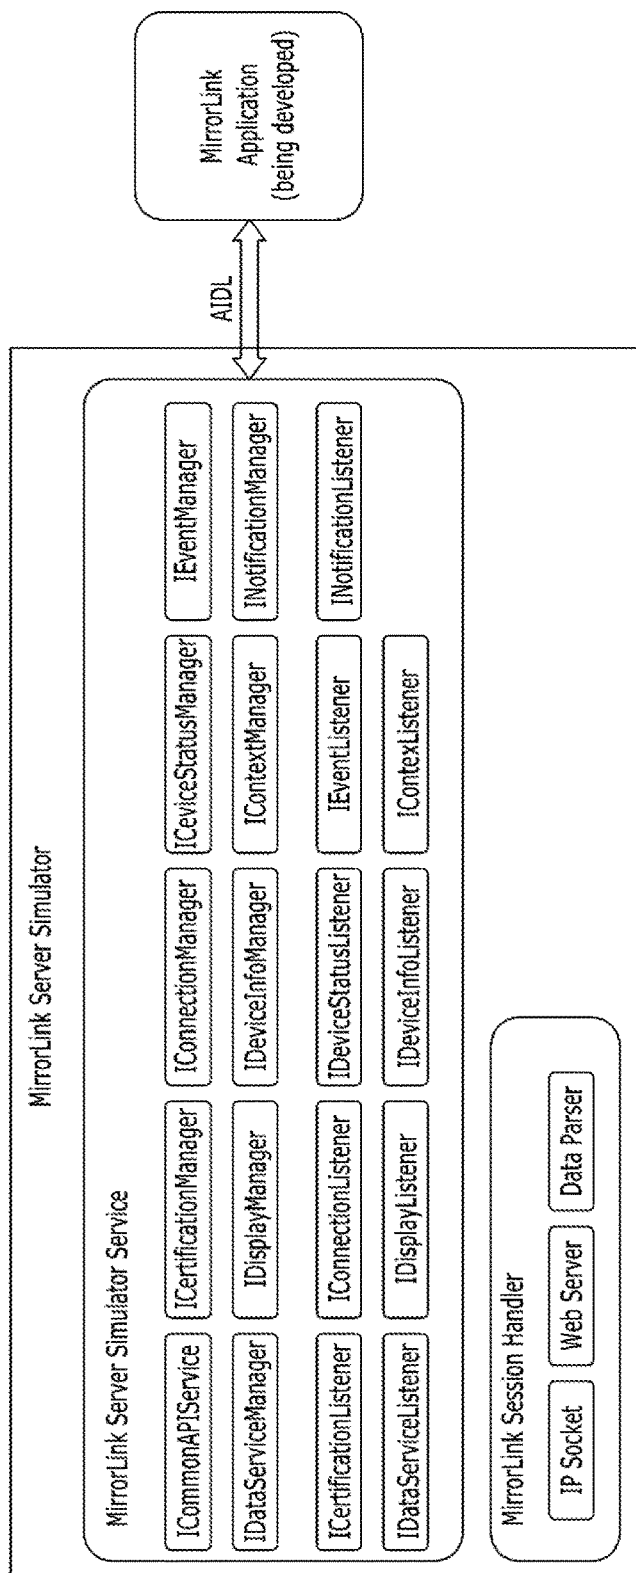 MirrorLink Server Simulator
MirrorLink Server Simulator Service
ICommonAPIService
ICertificationManager
IConnectionManager
ICeviceStatusManager
IEventManager
IDataServiceManager
IDisplayManager
IDeviceInfoManager
IContextManager
INotificationManager
ICertificationListener
IConnectionListener
IDeviceStatusListener
IEventListener
INotificationListener
IDataServiceListener
IDisplayListener
IDeviceInfoListener
IContexListener
AIDL
MirrorLink
Application
(being developed)
MirrorLink Session Handler
IP Socket
Web Server
Data Parser